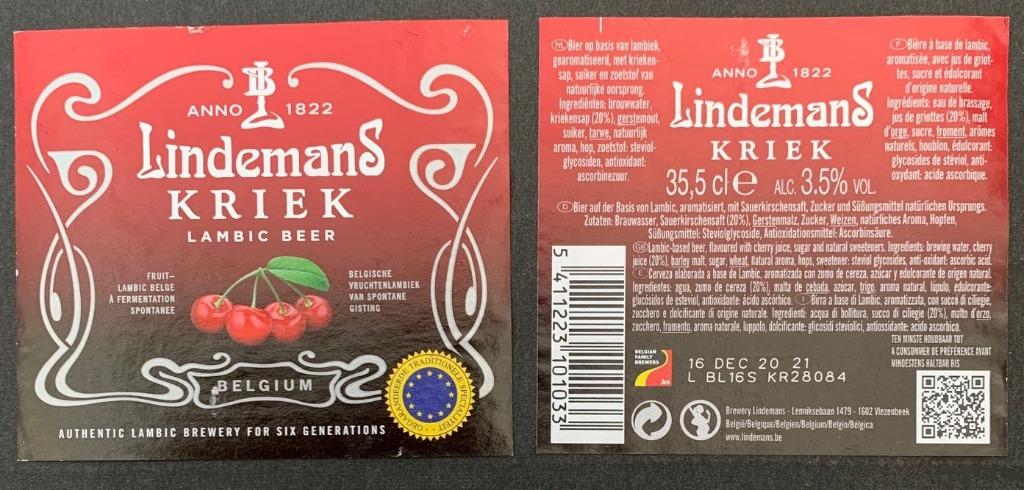 ANNO 1822
LindemanS
KRIEK
LAMBIC BEER
FRUIT-
LAMBIC BELGE
À FERMENTATION
SPONTANEE
BELGISCHE
VRUCHTENLAMBIEK
VAN SPONTANE
GISTING
BELGIUM
GEGARANDEERDE TRADITIONELE SPECIALITEIT
AUTHENTIC LAMBIC BREWERY FOR SIX GENERATIONS
NL Bier op basis van lambiek,
gearomatiseerd, met krieken-
sap, suiker en zoetstof van
natuurlijke oorsprong.
Ingrediënten: brouwwater,
kriekensap (20%), gerstemout,
suiker, tarwe, natuurlijk
aroma, hop, zoetstof: steviol-
glycosiden, antioxidant:
ascorbinezuur.
ANNO 1822
LindemanS
KRIEK
35,5 cl e ALC. 3.5% VOL.
F Bière à base de lambic,
aromatisée, avec jus de griot-
tes, sucre et édulcorant
d'origine naturelle.
Ingrédients: eau de brassage,
jus de griottes (20%), malt
d'orge, sucre, froment, arômes
naturels, houblon, édulcorant:
glycosides de stéviol, anti-
oxydant: acide ascorbique.
D Bier auf der Basis von Lambic, aromatisiert, mit Sauerkirschensaft, Zucker und Süßungsmittel natürlichen Ursprungs.
Zutaten: Brauwasser, Sauerkirschensaft (20%), Gerstenmalz, Zucker, Weizen, natürliches Aroma, Hopfen,
Süßungsmittel: Steviolglycoside, Antioxidationsmittel: Ascorbinsäure.
GB Lambic-based beer, flavoured with cherry juice, sugar and natural sweeteners. Ingredients: brewing water, cherry
juice (20%), barley malt, sugar, wheat, flatural aroma, hops, sweetener: steviol glycosides, anti-oxidant: ascorbic acid.
E Cerveza elaborada a base de Lambic, aromatizada con zumo de cereza, azúcar y edulcorante de origen natural.
Ingredientes: agua, zumo de cereza (20%), malta de cebada, azúcar, trigo, aroma natural, lúpulo, edulcorante:
glucósidos de esteviol, antioxidante: ácido ascórbico. I Birra a base di Lambic, aromatizzata, con succo di ciliegie,
zucchero e dolcificante di origine naturale. Ingredienti: acqua di bollitura, succo di ciliegie (20%), malto d'orzo,
zucchero, frumento, aroma naturale, luppolo, dolcificante: glicosidi steviolici, antiossidante: acido ascorbico.
TEN MINSTE HOUDBAAR TOT
A CONSOMMER DE PRÉFÉRENCE AVANT
MINDESTENS HALTBAR BIS
BELGIAN
FAMILY
BREWERS
.be
16 DEC 20 21
L BL16S KR28084
5 411223 101033
Brewery Lindemans - Lenniksebaan 1479 - 1602 Vlezenbeek
België/Belgique/Belgien/Belgium/Belgio/Bélgica
www.lindemans.be